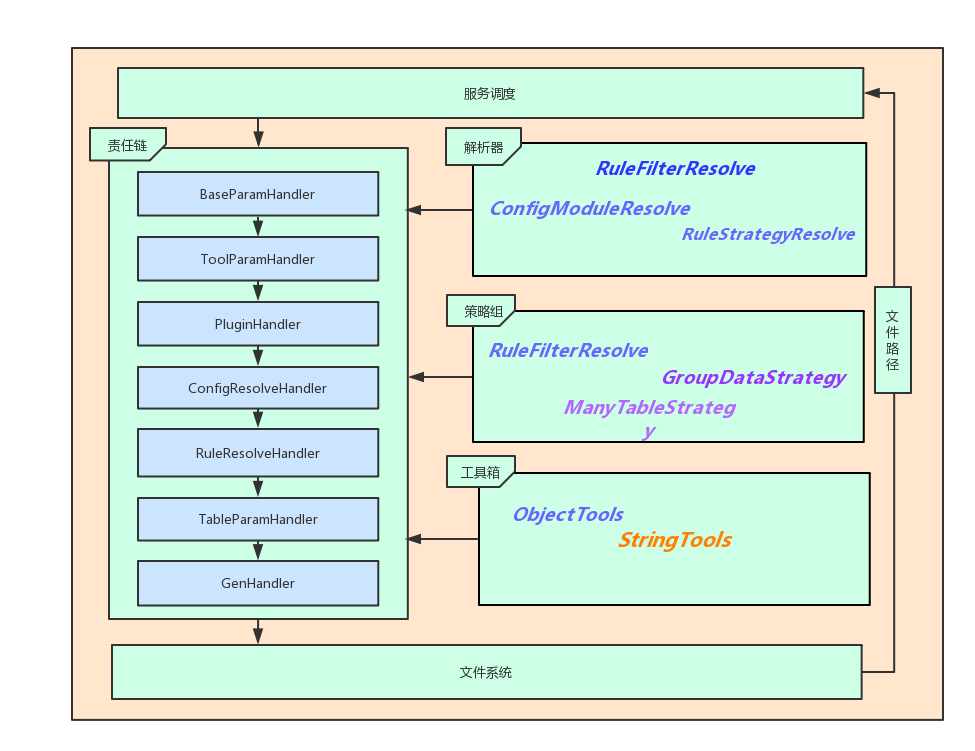 服务调度
责任链
BaseParamHandler
ToolParamHandler
PluginHandler
ConfigResolveHandler
RuleResolveHandler
TableParamHandler
GenHandler
解析器
RuleFilterResolve
ConfigModuleResolve
RuleStrategyResolve
策略组
RuleFilterResolve
GroupDataStrategy
ManyTableStrateg
y
工具箱
ObjectTools
StringTools
文
件
路
径
文件系统